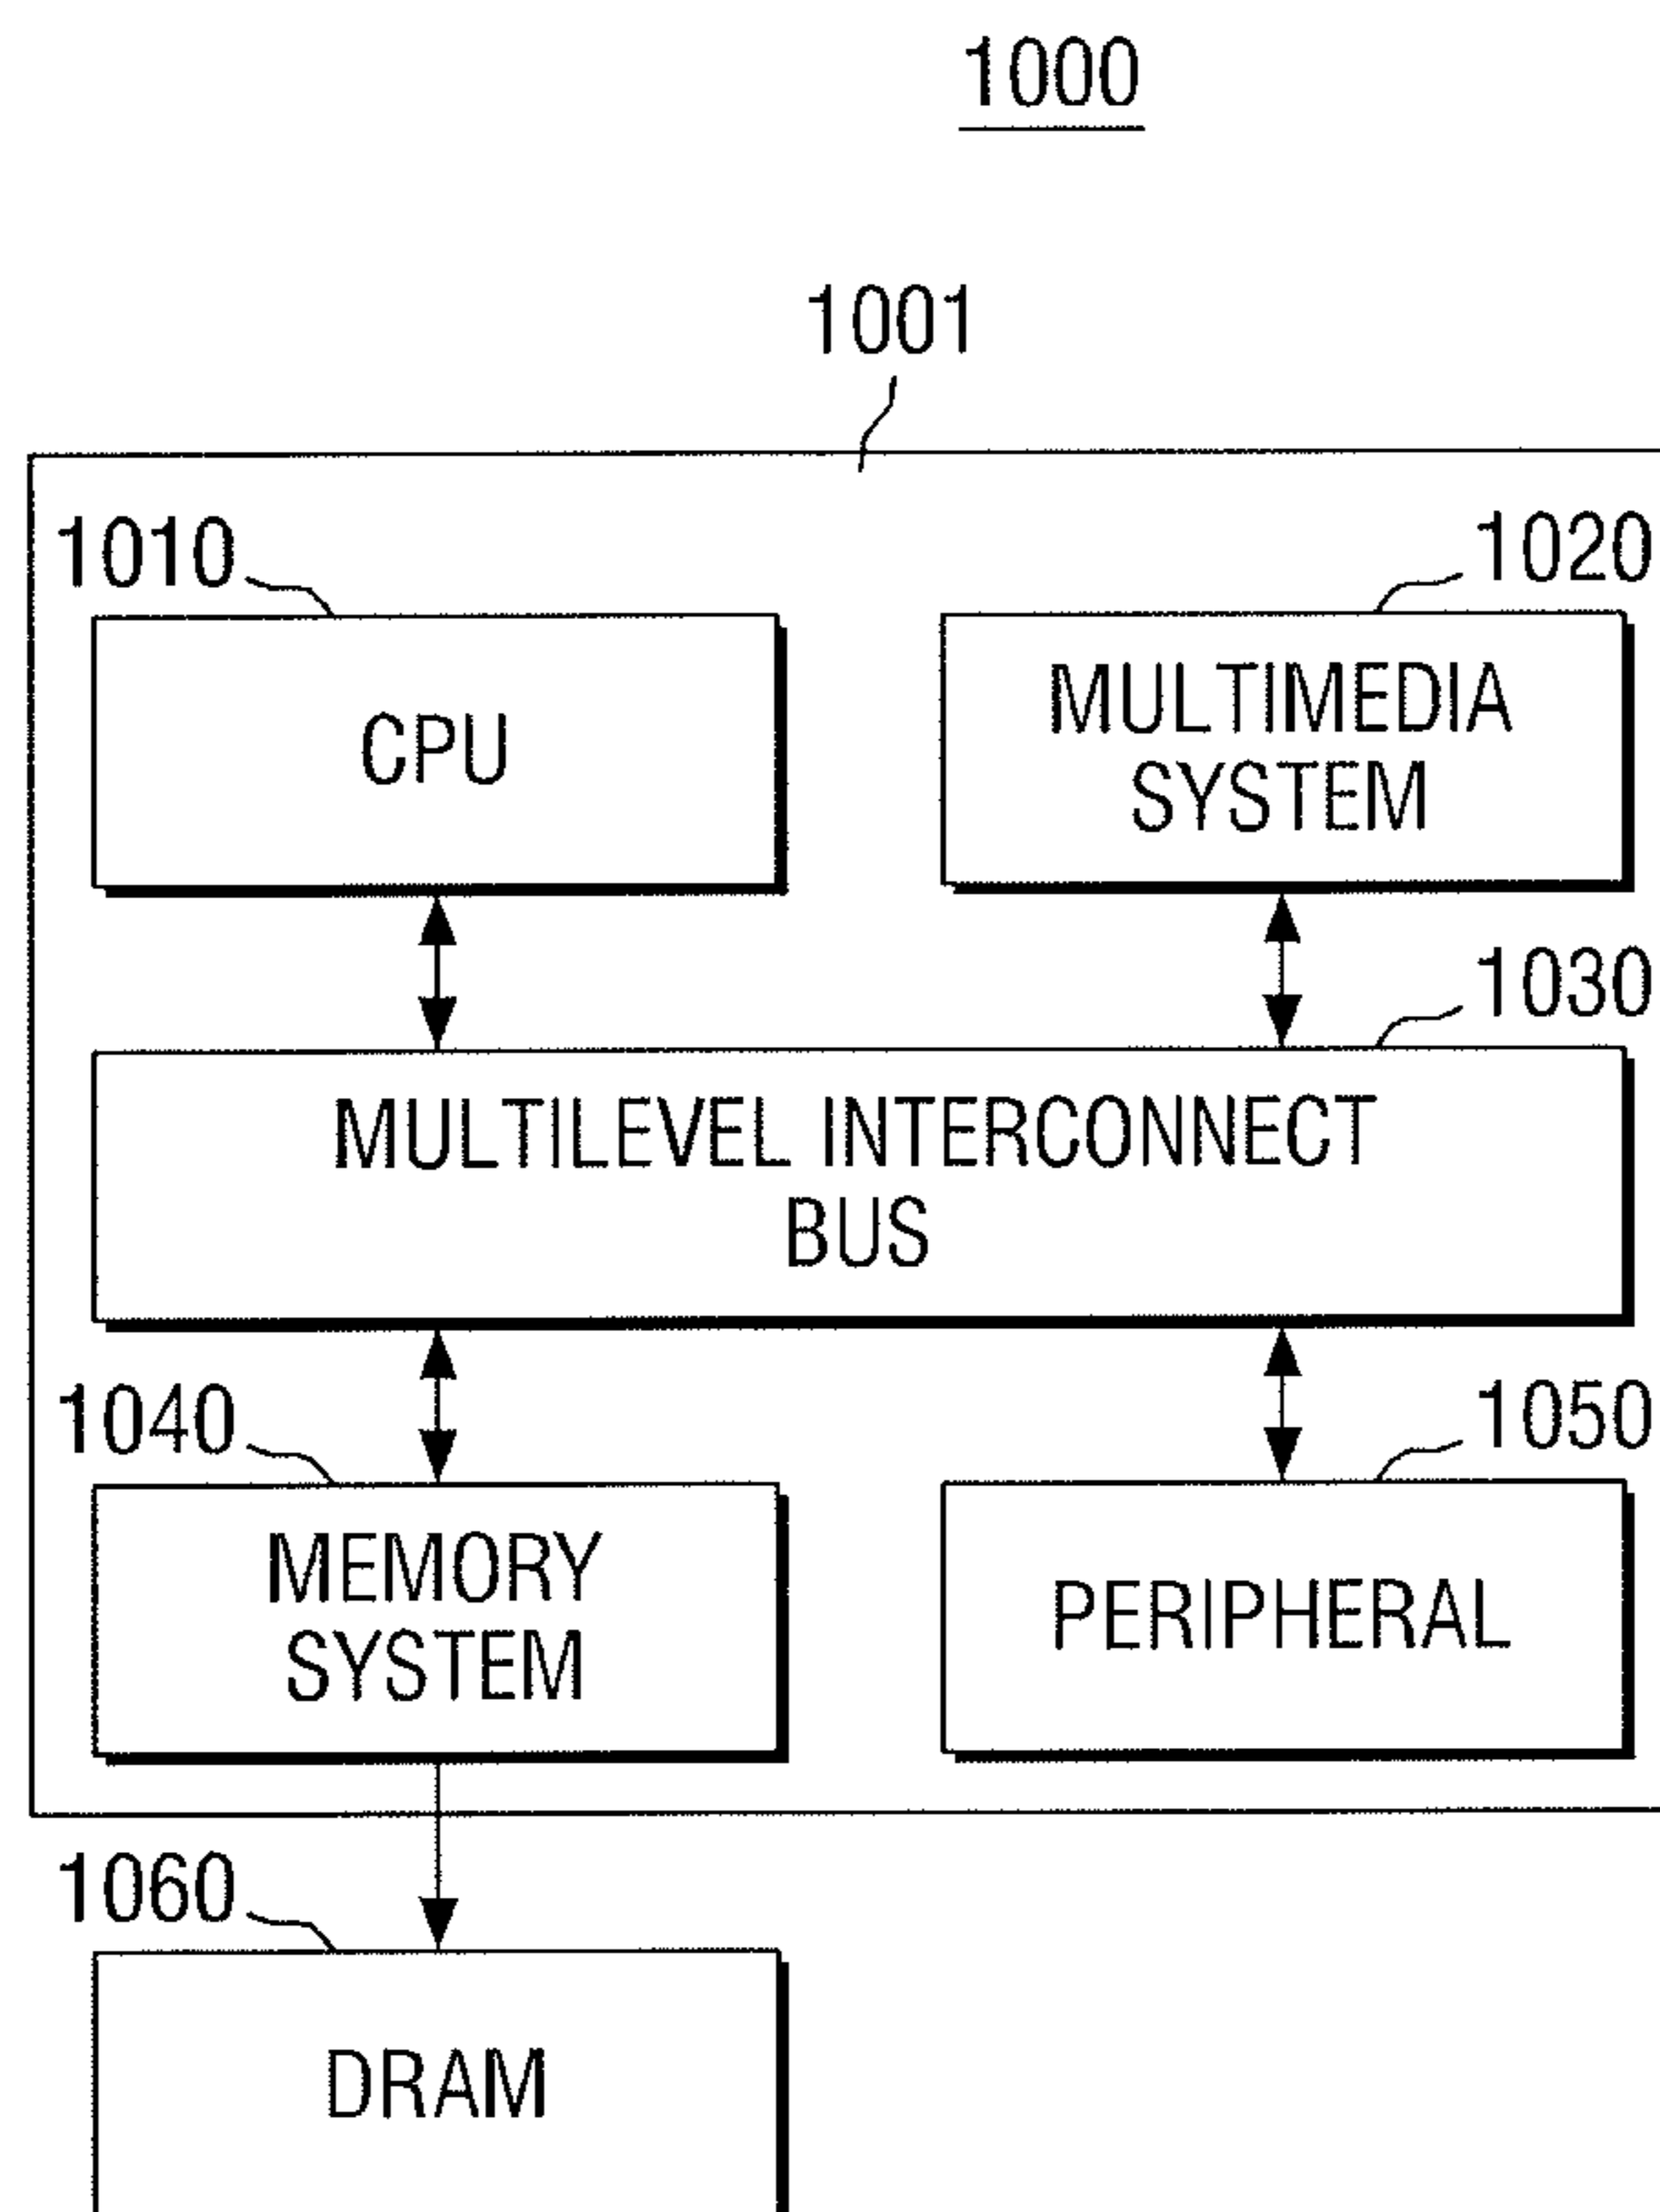 1000
1001
1010
1020
CPU
MULTIMEDIA
SYSTEM
1030
MULTILEVEL INTERCONNECT
BUS
1040
1050
MEMORY
SYSTEM
PERIPHERAL
1060
DRAM